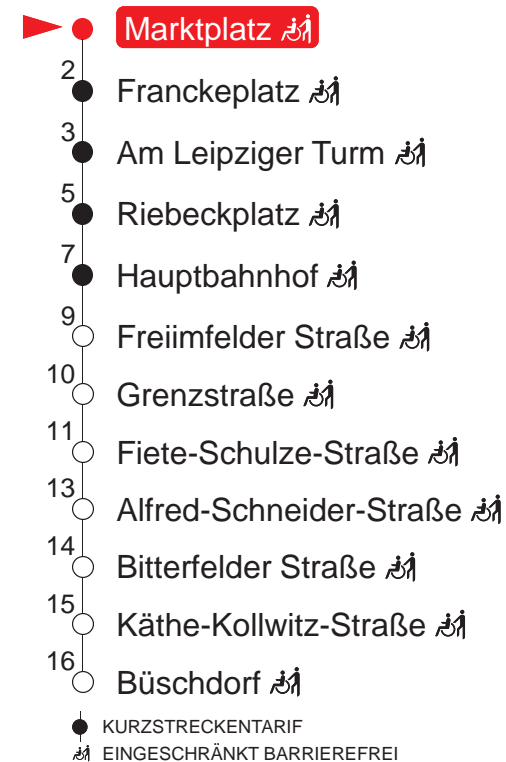 Marktplatz
2
Franckeplatz
3
Am Leipziger Turm
5
Riebeckplatz
7
Hauptbahnhof
9
Freiimfelder Straße
10
Grenzstraße
11
Fiete-Schulze-Straße
13
Alfred-Schneider-Straße
14
Bitterfelder Straße
15
Käthe-Kollwitz-Straße
16
Büschdorf
KURZSTRECKENTARIF
EINGESCHRÄNKT BARRIEREFREI